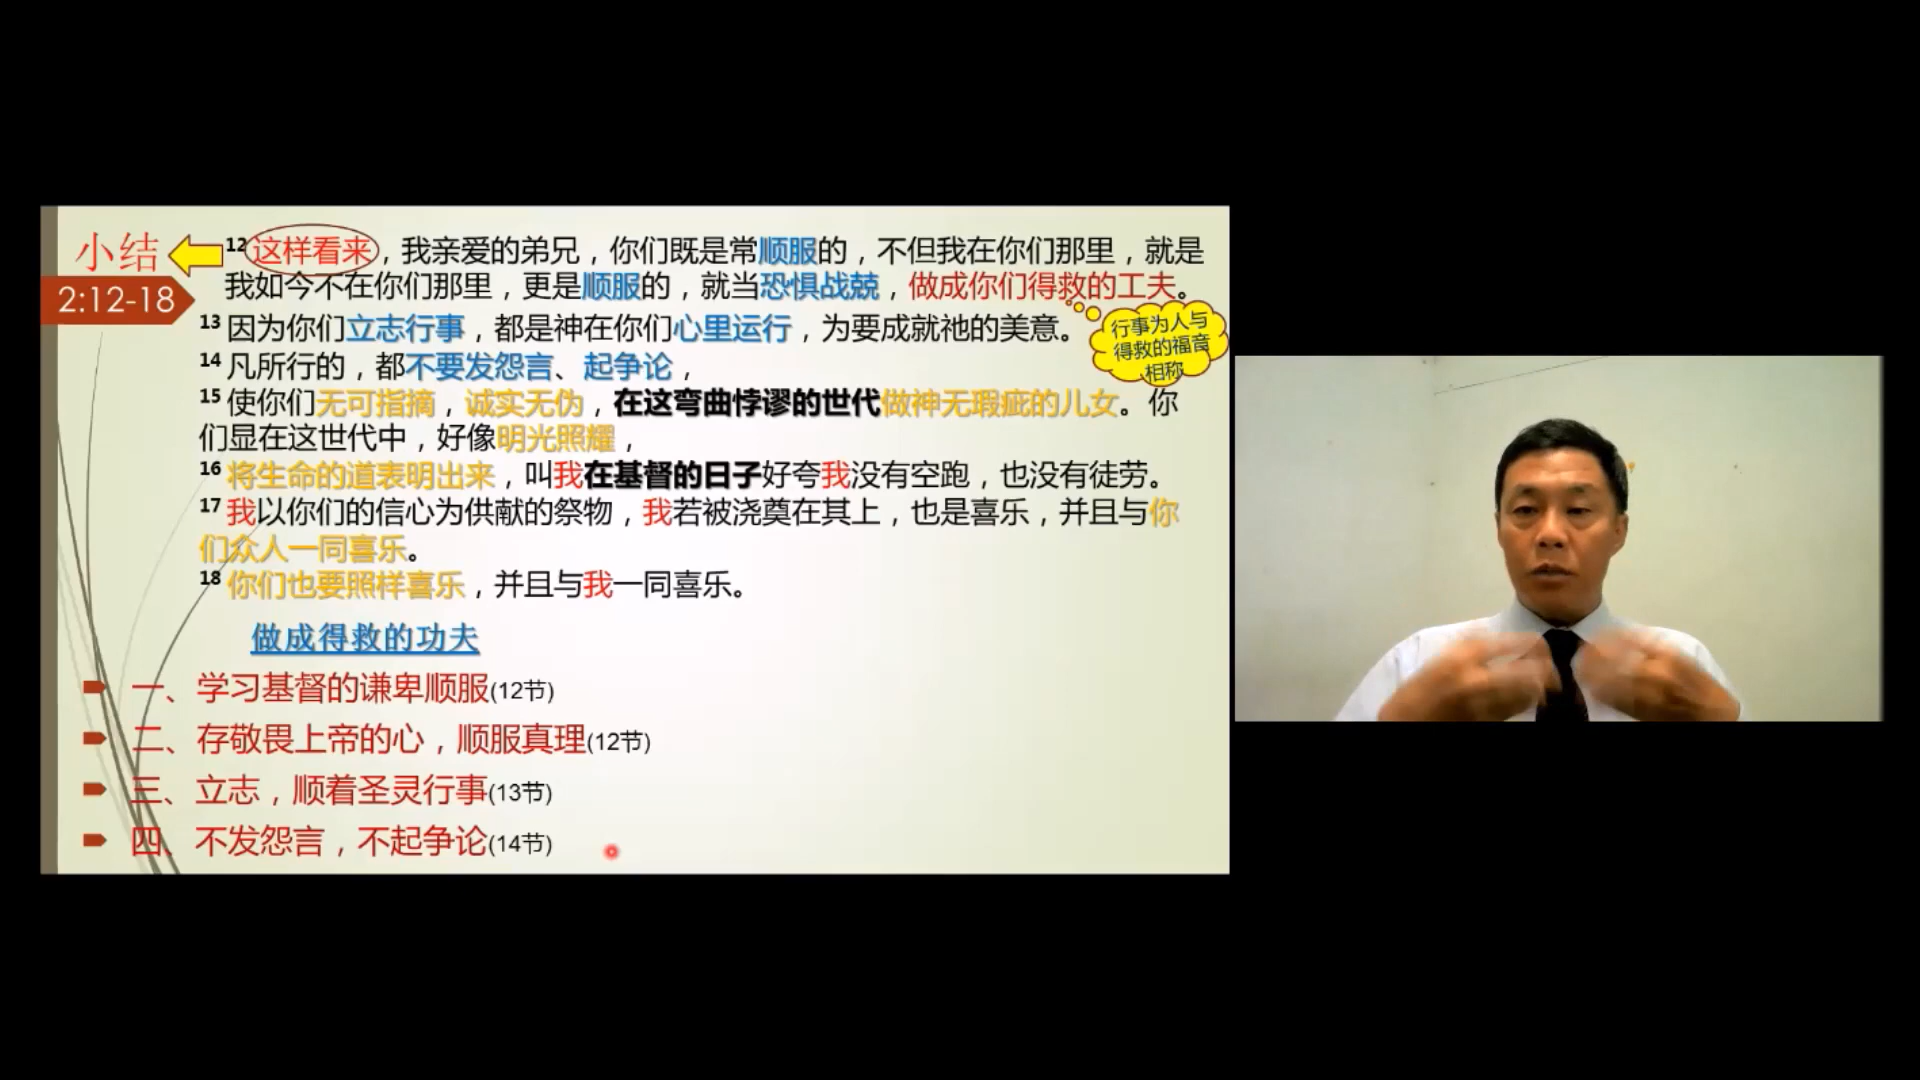 小结
2:12-18
12 这样看来，我亲爱的弟兄，你们既是常顺服的，不但我在你们那里，就是
我如今不在你们那里，更是顺服的，就当恐惧战兢，做成你们得救的工夫。
13 因为你们立志行事，都是神在你们心里运行，为要成就祂的美意。
行事为人与
得救的福音
相称
14 凡所行的，都不要发怨言、起争论，
15 使你们无可指摘，诚实无伪，在这弯曲悖谬的世代做神无瑕疵的儿女。你
们显在这世代中，好像明光照耀，
16 将生命的道表明出来，叫我在基督的日子好夸我没有空跑，也没有徒劳。
17 我以你们的信心为供献的祭物，我若被浇奠在其上，也是喜乐，并且与你
们众人一同喜乐。
18 你们也要照样喜乐，并且与我一同喜乐。
做成得救的功夫
一、学习基督的谦卑顺服(12节)
二、存敬畏上帝的心，顺服真理(12节)
三、立志，顺着圣灵行事(13节)
四、不发怨言，不起争论(14节)